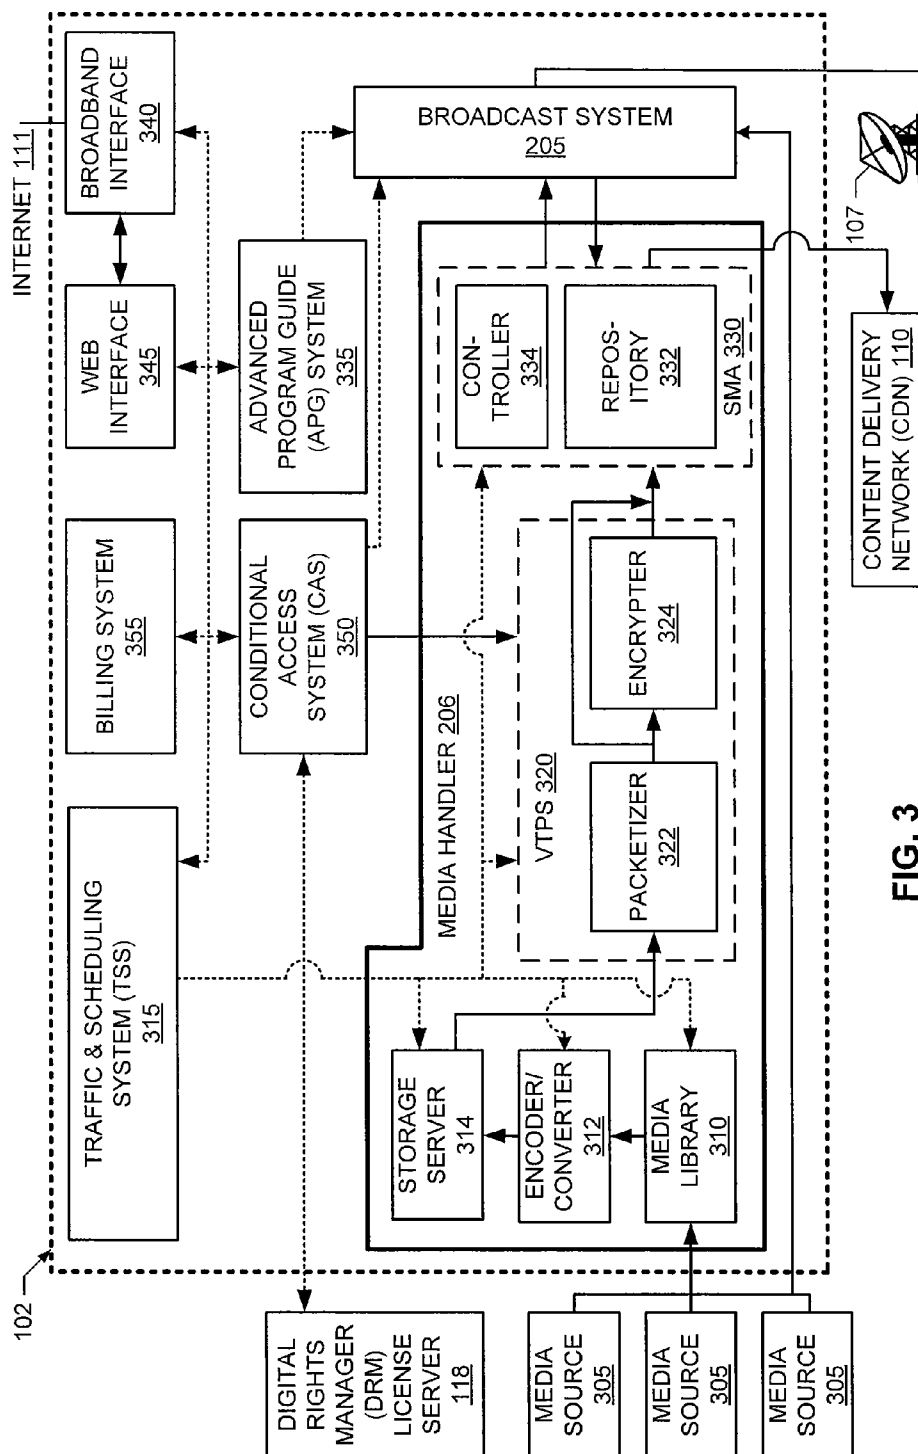 102
INTERNET 111
TRAFFIC & SCHEDULING
SYSTEM (TSS)
315
BILLING SYSTEM
355
WEB
INTERFACE
345
BROADBAND
INTERFACE
340
DIGITAL
RIGHTS
MANAGER
(DRM)
LICENSE
SERVER
118
CONDITIONAL
ACCESS
SYSTEM (CAS)
350
ADVANCED
PROGRAM GUIDE
(APG) SYSTEM
335
BROADCAST SYSTEM
205
MEDIA HANDLER 206
STORAGE
SERVER
314
ENCODER/
CONVERTER
312
MEDIA
LIBRARY
310
VTPS 320
PACKETIZER
322
ENCRYPTER
324
CON-
TROLLER
334
REPOS-
ITORY
332
SMA 330
MEDIA
SOURCE
305
MEDIA
SOURCE
305
MEDIA
SOURCE
305
107
CONTENT DELIVERY
NETWORK (CDN) 110
FIG. 3